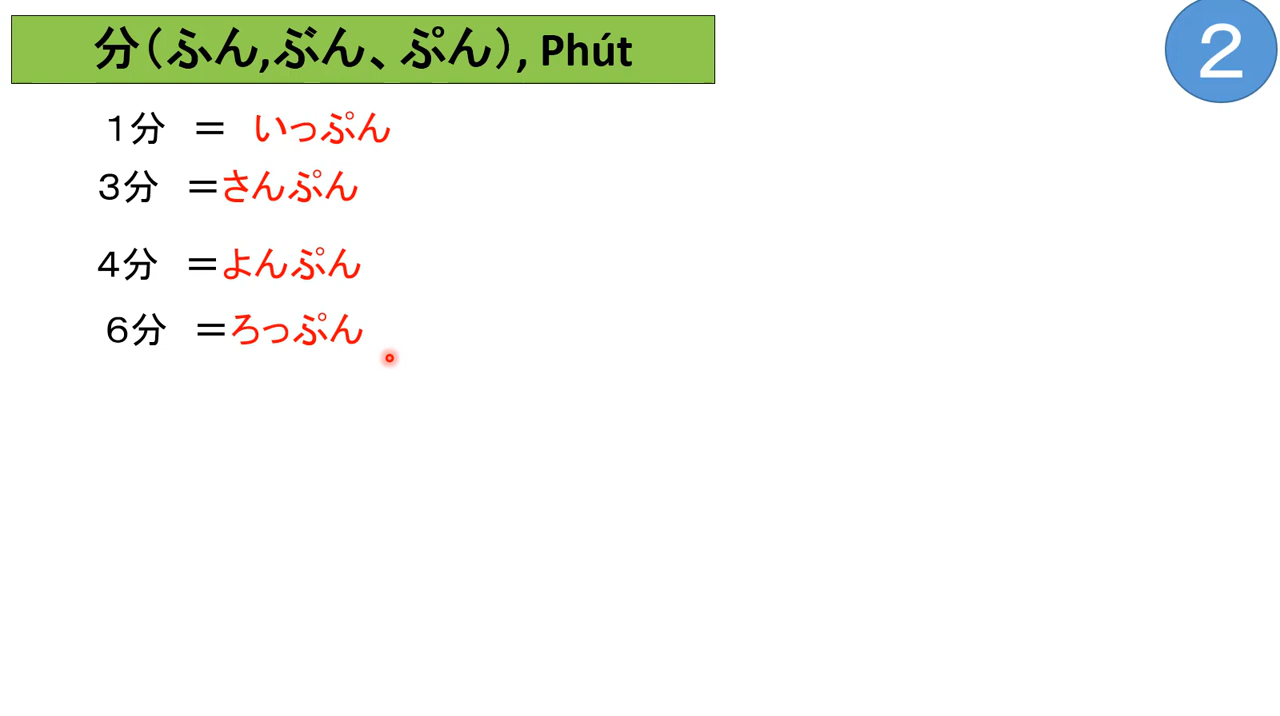 分(ふん,ぶん、ぷん), Phút
2
1分 = いっぷん
3分 =さんぷん
4分 =よんぷん
6分 =ろっぷん